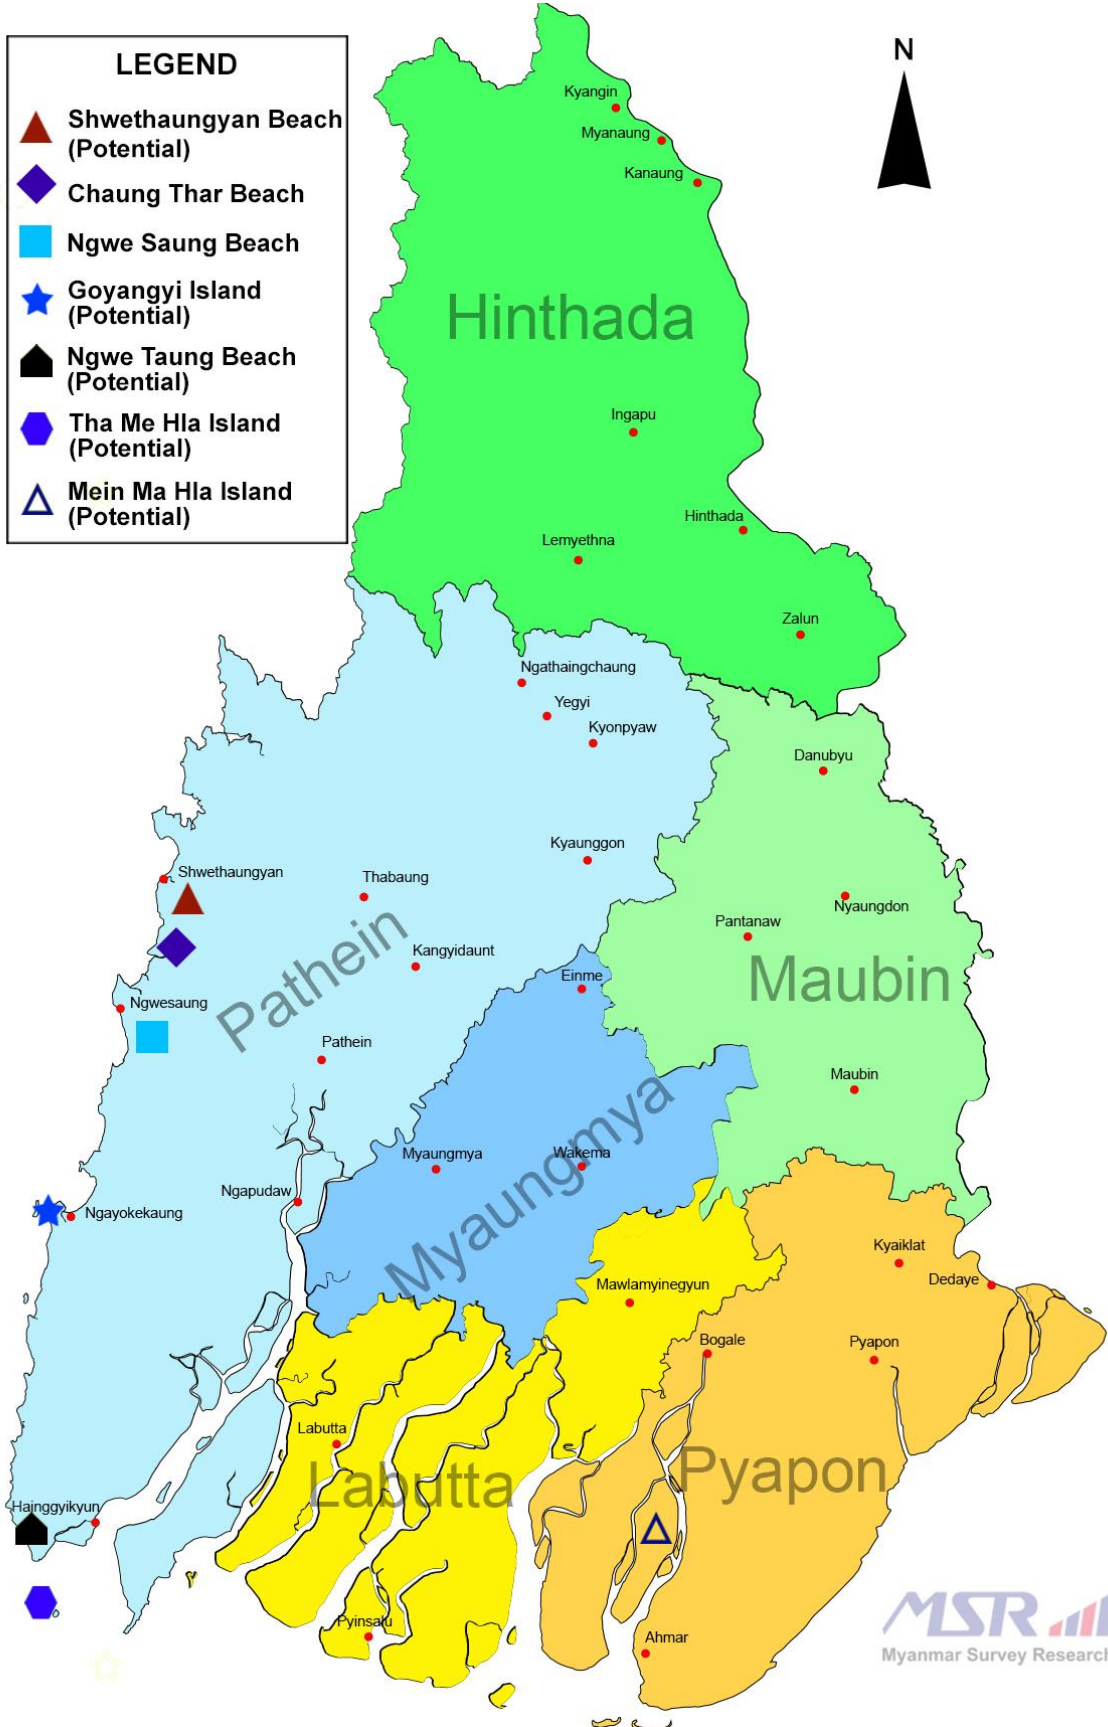 LEGEND
Shwethaungyan Beach
(Potential)
Chaung Thar Beach
Ngwe Saung Beach
Goyangyi Island
(Potential)
Ngwe Taung Beach
(Potential)
Tha Me Hla Island
(Potential)
Mein Ma Hla Island
(Potential)
N
Kyangin
Myanaung
Kanaung
Hinthada
Ingapu
Hinthada
Lemyethna
Zalun
Ngathaingchaung
Yegyi
Kyonpyaw
Danubyu
Kyaunggon
Shwethaungyan
Thabaung
Nyaungdon
Pantanaw
Kangyidaunt
Pathein
Einme
Maubin
Ngwesaung
Pathein
Maubin
Myaungmya
Wakema
Myaungmya
Ngapudaw
Ngayokekaung
Kyaiklat
Dedaye
Mawlamyinegyun
Bogale
Pyapon
Labutta
Labutta
Pyapon
Hainggyikyun
Pyinsalu
Ahmar
MSR
Myanmar Survey Research